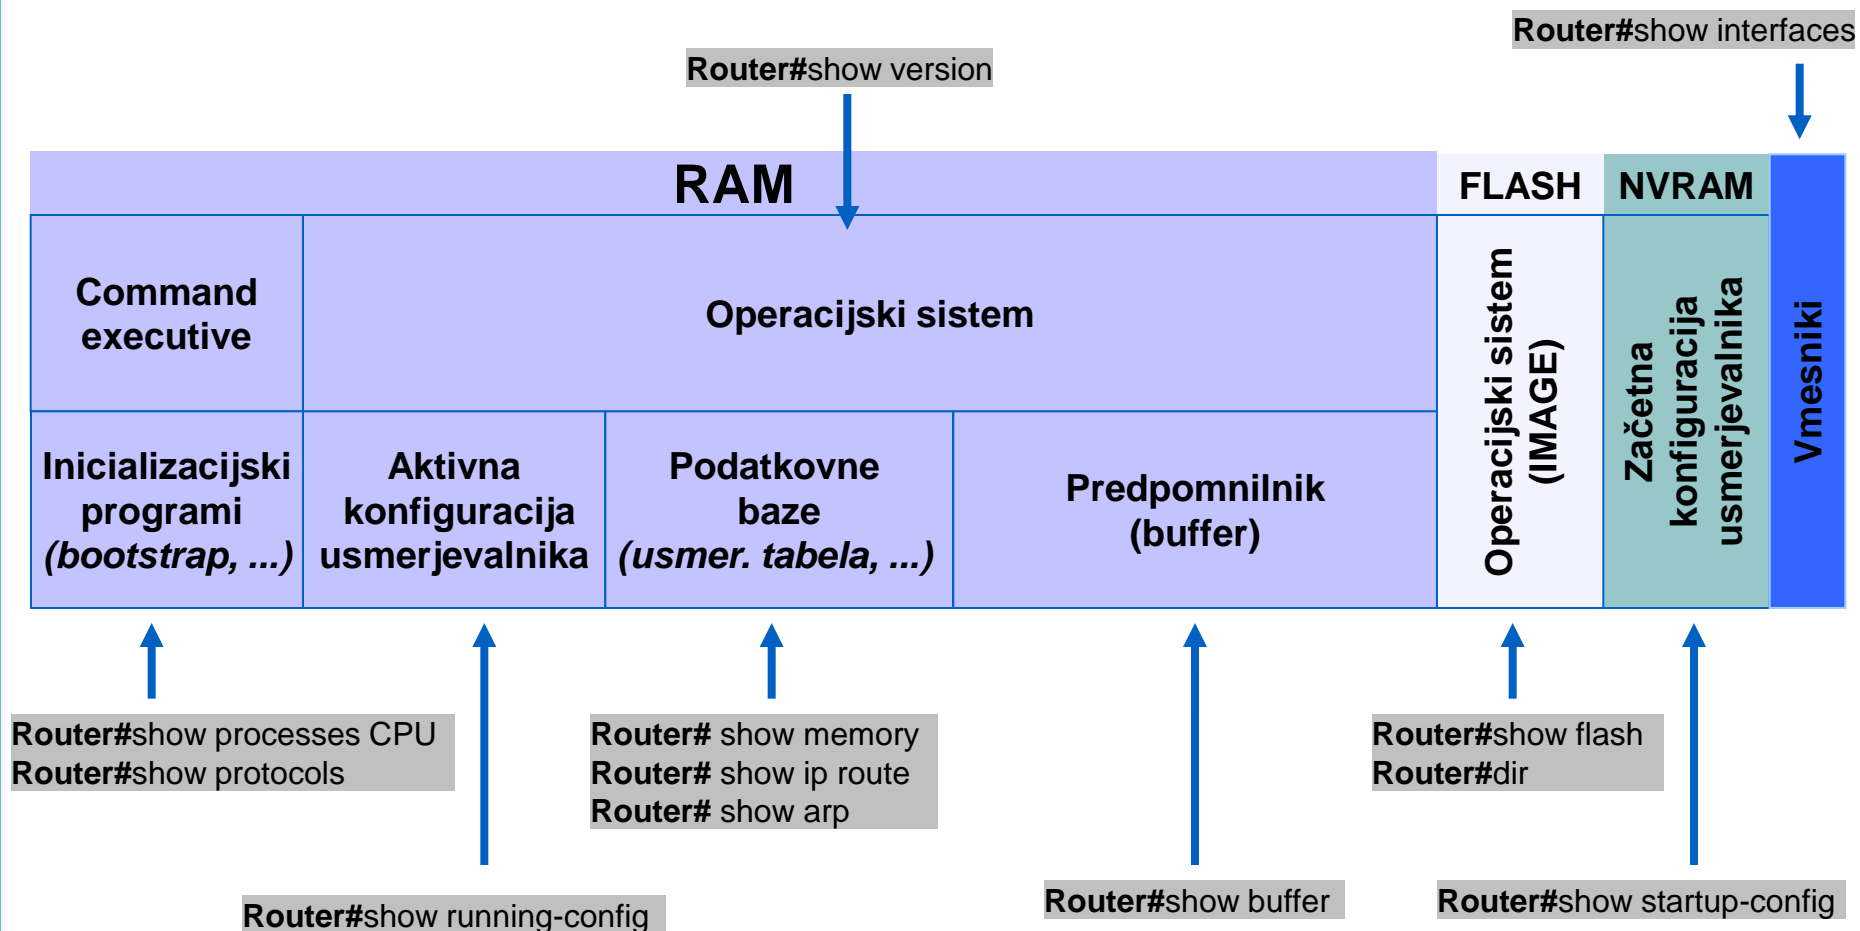 Router#show interfaces
Router#show version
RAM
FLASH
NVRAM
Command
executive
Operacijski sistem
Inicializacijski
programi
(bootstrap, ...)
Aktivna
konfiguracija
usmerjevalnika
Podatkovne
baze
(usmer. tabela, ...)
Predpomnilnik
(buffer)
Operacijski sistem
(IMAGE)
Začetna
konfiguracija
usmerjevalnika
Vmesniki
Router#show processes CPU
Router#show protocols
Router# show memory
Router# show ip route
Router# show arp
Router#show flash
Router#dir
Router#show running-config
Router#show buffer
Router#show startup-config